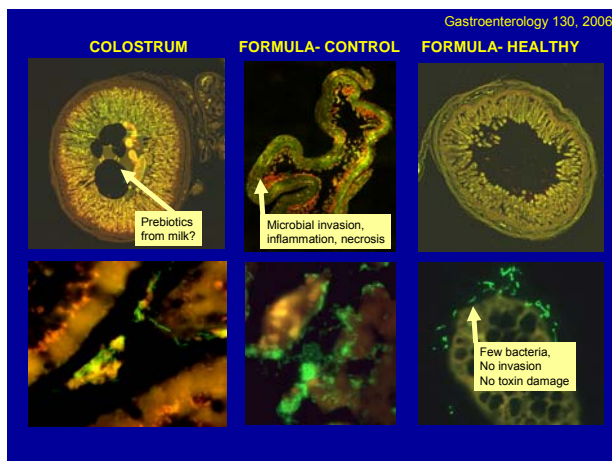 Gastroenterology 130, 2006
COLOSTRUM
FORMULA- CONTROL
FORMULA- HEALTHY
Prebiotics
from milk?
Microbial invasion,
inflammation, necrosis
Few bacteria,
No invasion
No toxin damage